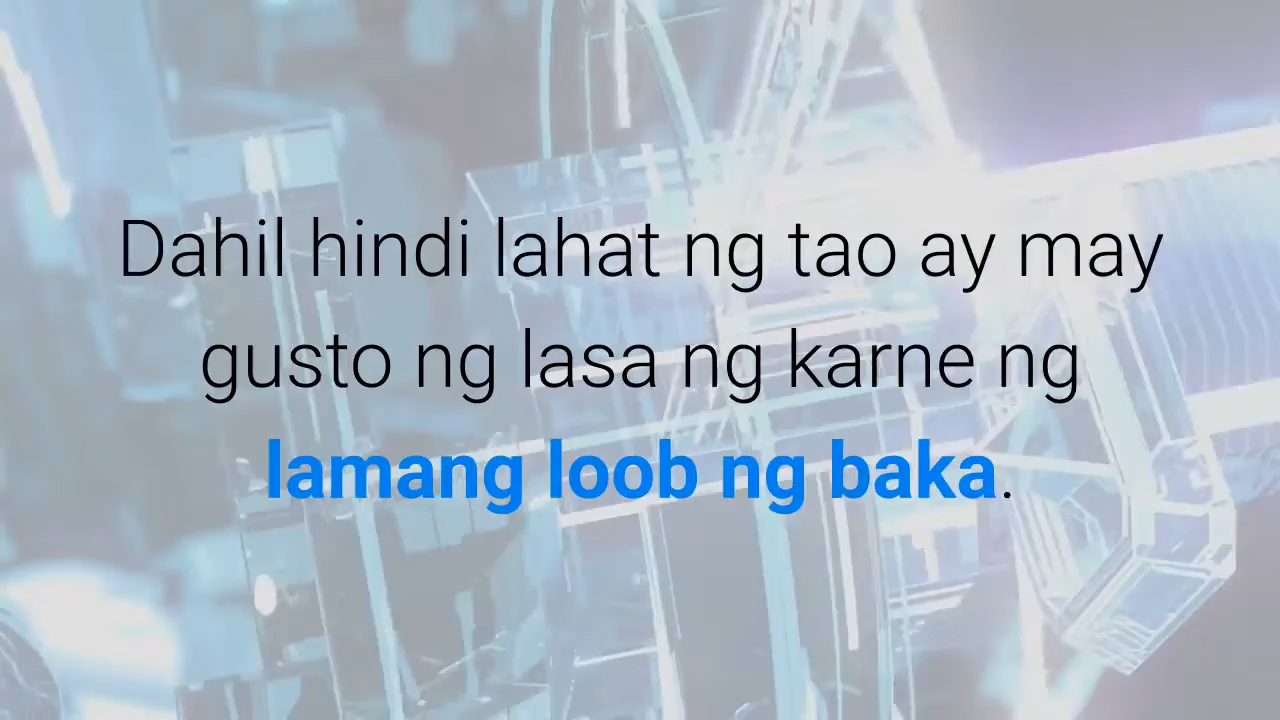 Dahil hindi lahat ng tao ay may
gusto ng lasa ng karne ng
lamang loob ng baka.